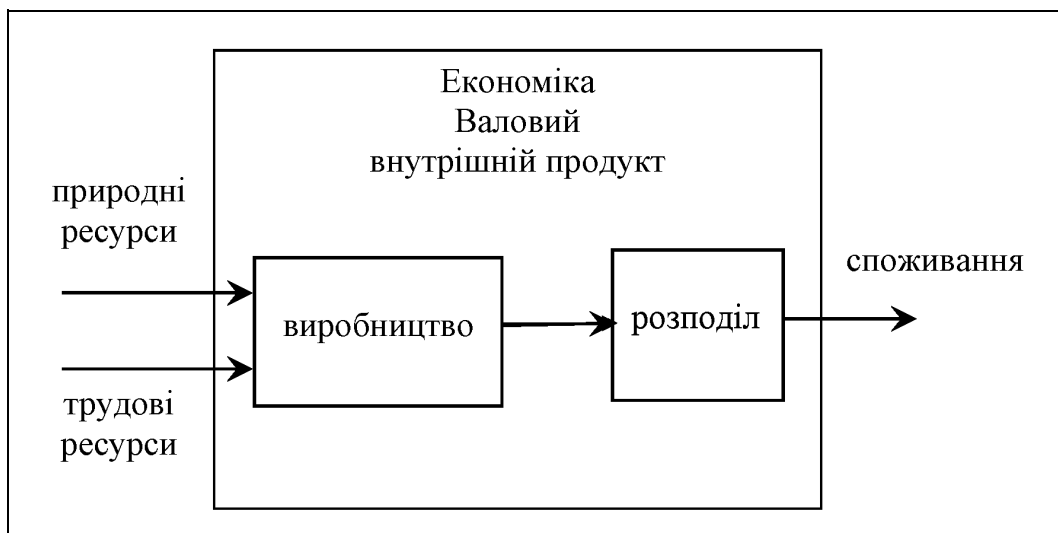 Економіка
Валовий
внутрішній продукт
природні
ресурси
виробництво
розподіл
споживання
трудові
ресурси